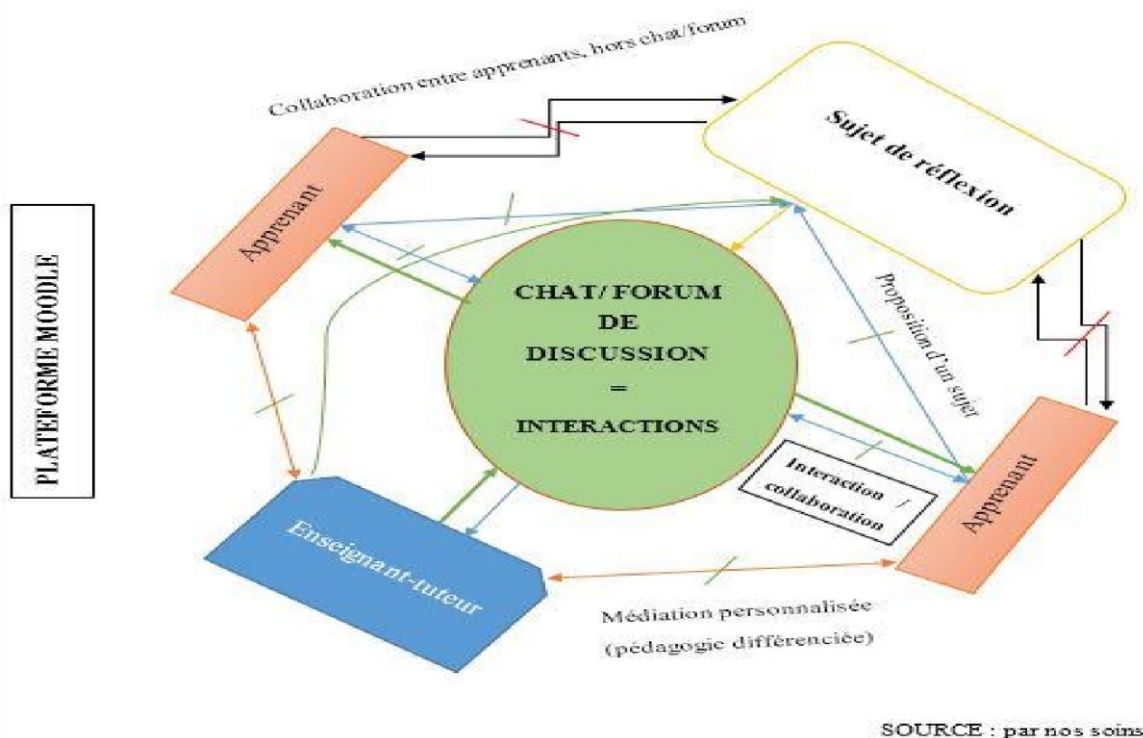 Collaboration entre apprenants, hors chat/forum
Sujet de réflexion
Apprenant
PLATEFORME MOODLE
CHAT/ FORUM
DE
DISCUSSION
=
INTERACTIONS
Proposition d'un sujet
Interaction /
collaboration
Apprenant
Enseignant-tuteur
Médiation personnalisée
(pédagogie différenciée)
SOURCE : par nos soins